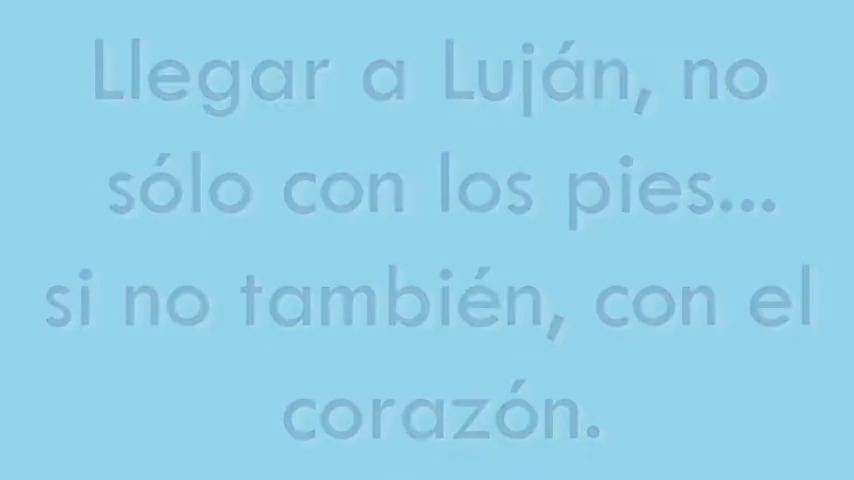 Llegar a Luján, no
sólo con los pies...
si no también, con el
corazón.